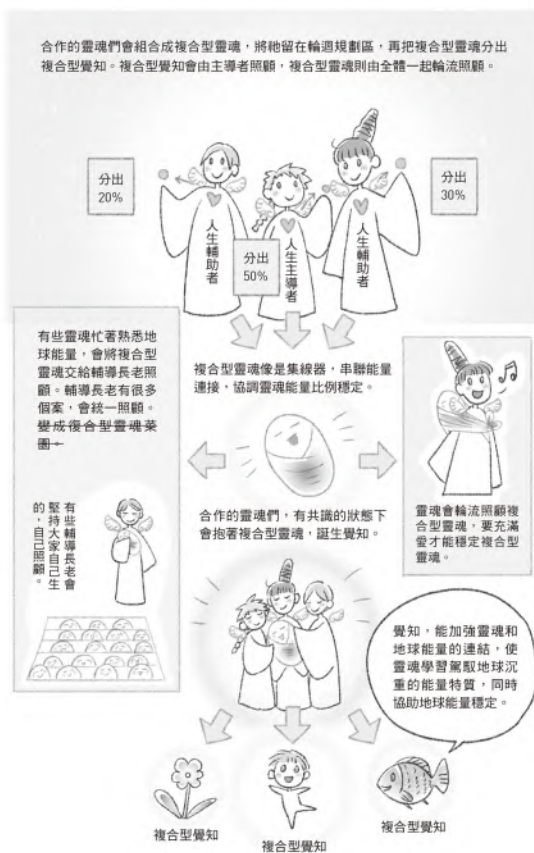 合作的靈魂們會組合成複合型靈魂，將祂留在輪迴規劃區，再把複合型靈魂分出
複合型覺知。複合型覺知會由主導者照顧，複合型靈魂則由全體一起輪流照顧。
分出
20%
人生輔助者
分出
50%
人生主導者
人生輔助者
分出
30%
有些靈魂忙著熟悉地
球能量，會將複合型
靈魂交給輔導長老照
顧。輔導長老有很多
個案，會統一照顧。
變成復合型靈魂菜
園。
有些輔導長老會
堅持大家自己生
的，自己照顧。
複合型靈魂像是集線器，串聯能量
連接，協調靈魂能量比例穩定。
合作的靈魂們，有共識的狀態下
會抱著複合型靈魂，誕生覺知。
靈魂會輪流照顧複
合型靈魂，要充滿
愛才能穩定複合型
靈魂。
覺知，能加強靈魂和
地球能量的連結，使
靈魂學習駕馭地球沉
重的能量特質，同時
協助地球能量穩定。
複合型覺知
複合型覺知
複合型覺知